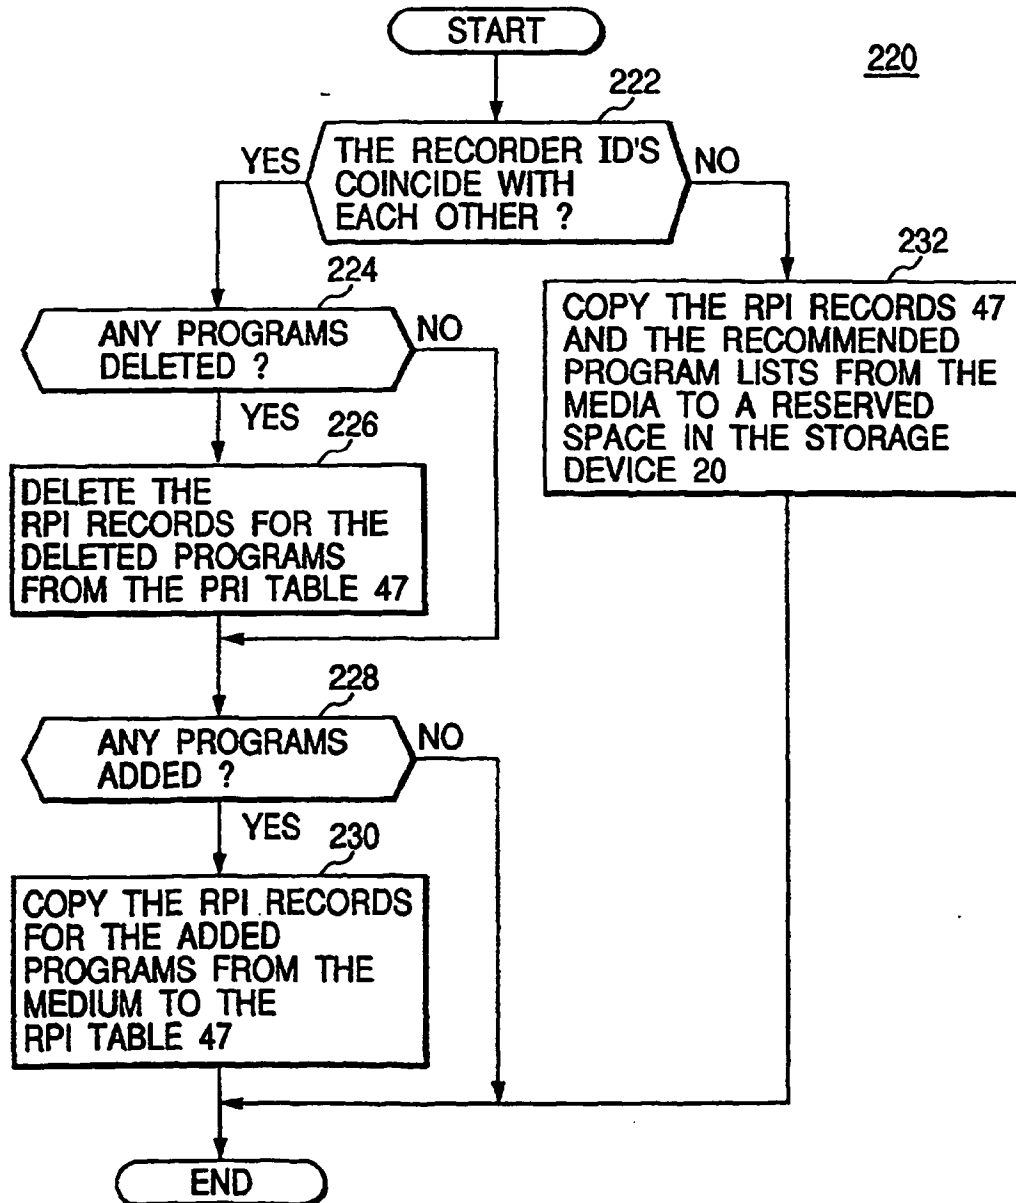 START
220
222
THE RECORDER ID'S
COINCIDE WITH
EACH OTHER ?
YES
NO
224
ANY PROGRAMS
DELETED ?
NO
YES
226
DELETE THE
RPI RECORDS FOR THE
DELETED PROGRAMS
FROM THE PRI TABLE 47
232
COPY THE RPI RECORDS 47
AND THE RECOMMENDED
PROGRAM LISTS FROM THE
MEDIA TO A RESERVED
SPACE IN THE STORAGE
DEVICE 20
228
ANY PROGRAMS
ADDED ?
NO
YES
230
COPY THE RPI RECORDS
FOR THE ADDED
PROGRAMS FROM THE
MEDIUM TO THE
RPI TABLE 47
END